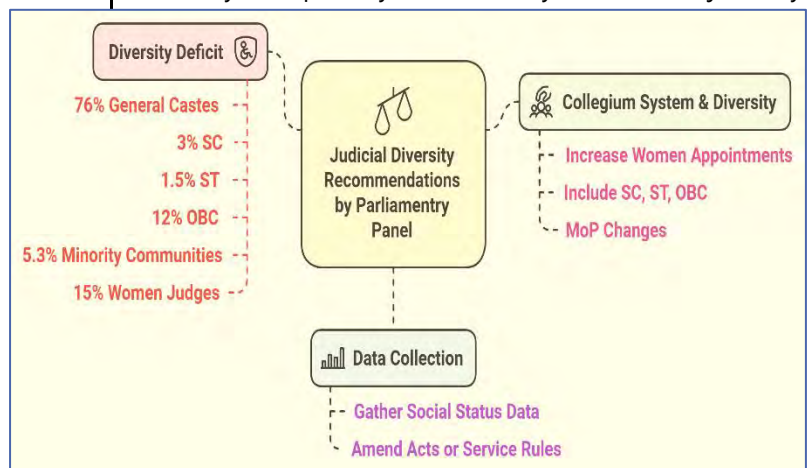 Diversity Deficit
76% General Castes
3% SC
1.5% ST
12% OBC
5.3% Minority Communities
15% Women Judges
Judicial Diversity
Recommendations
by Parliamentry
Panel
Collegium System & Diversity
Increase Women Appointments
Include SC, ST, OBC
MoP Changes
Data Collection
Gather Social Status Data
Amend Acts or Service Rules